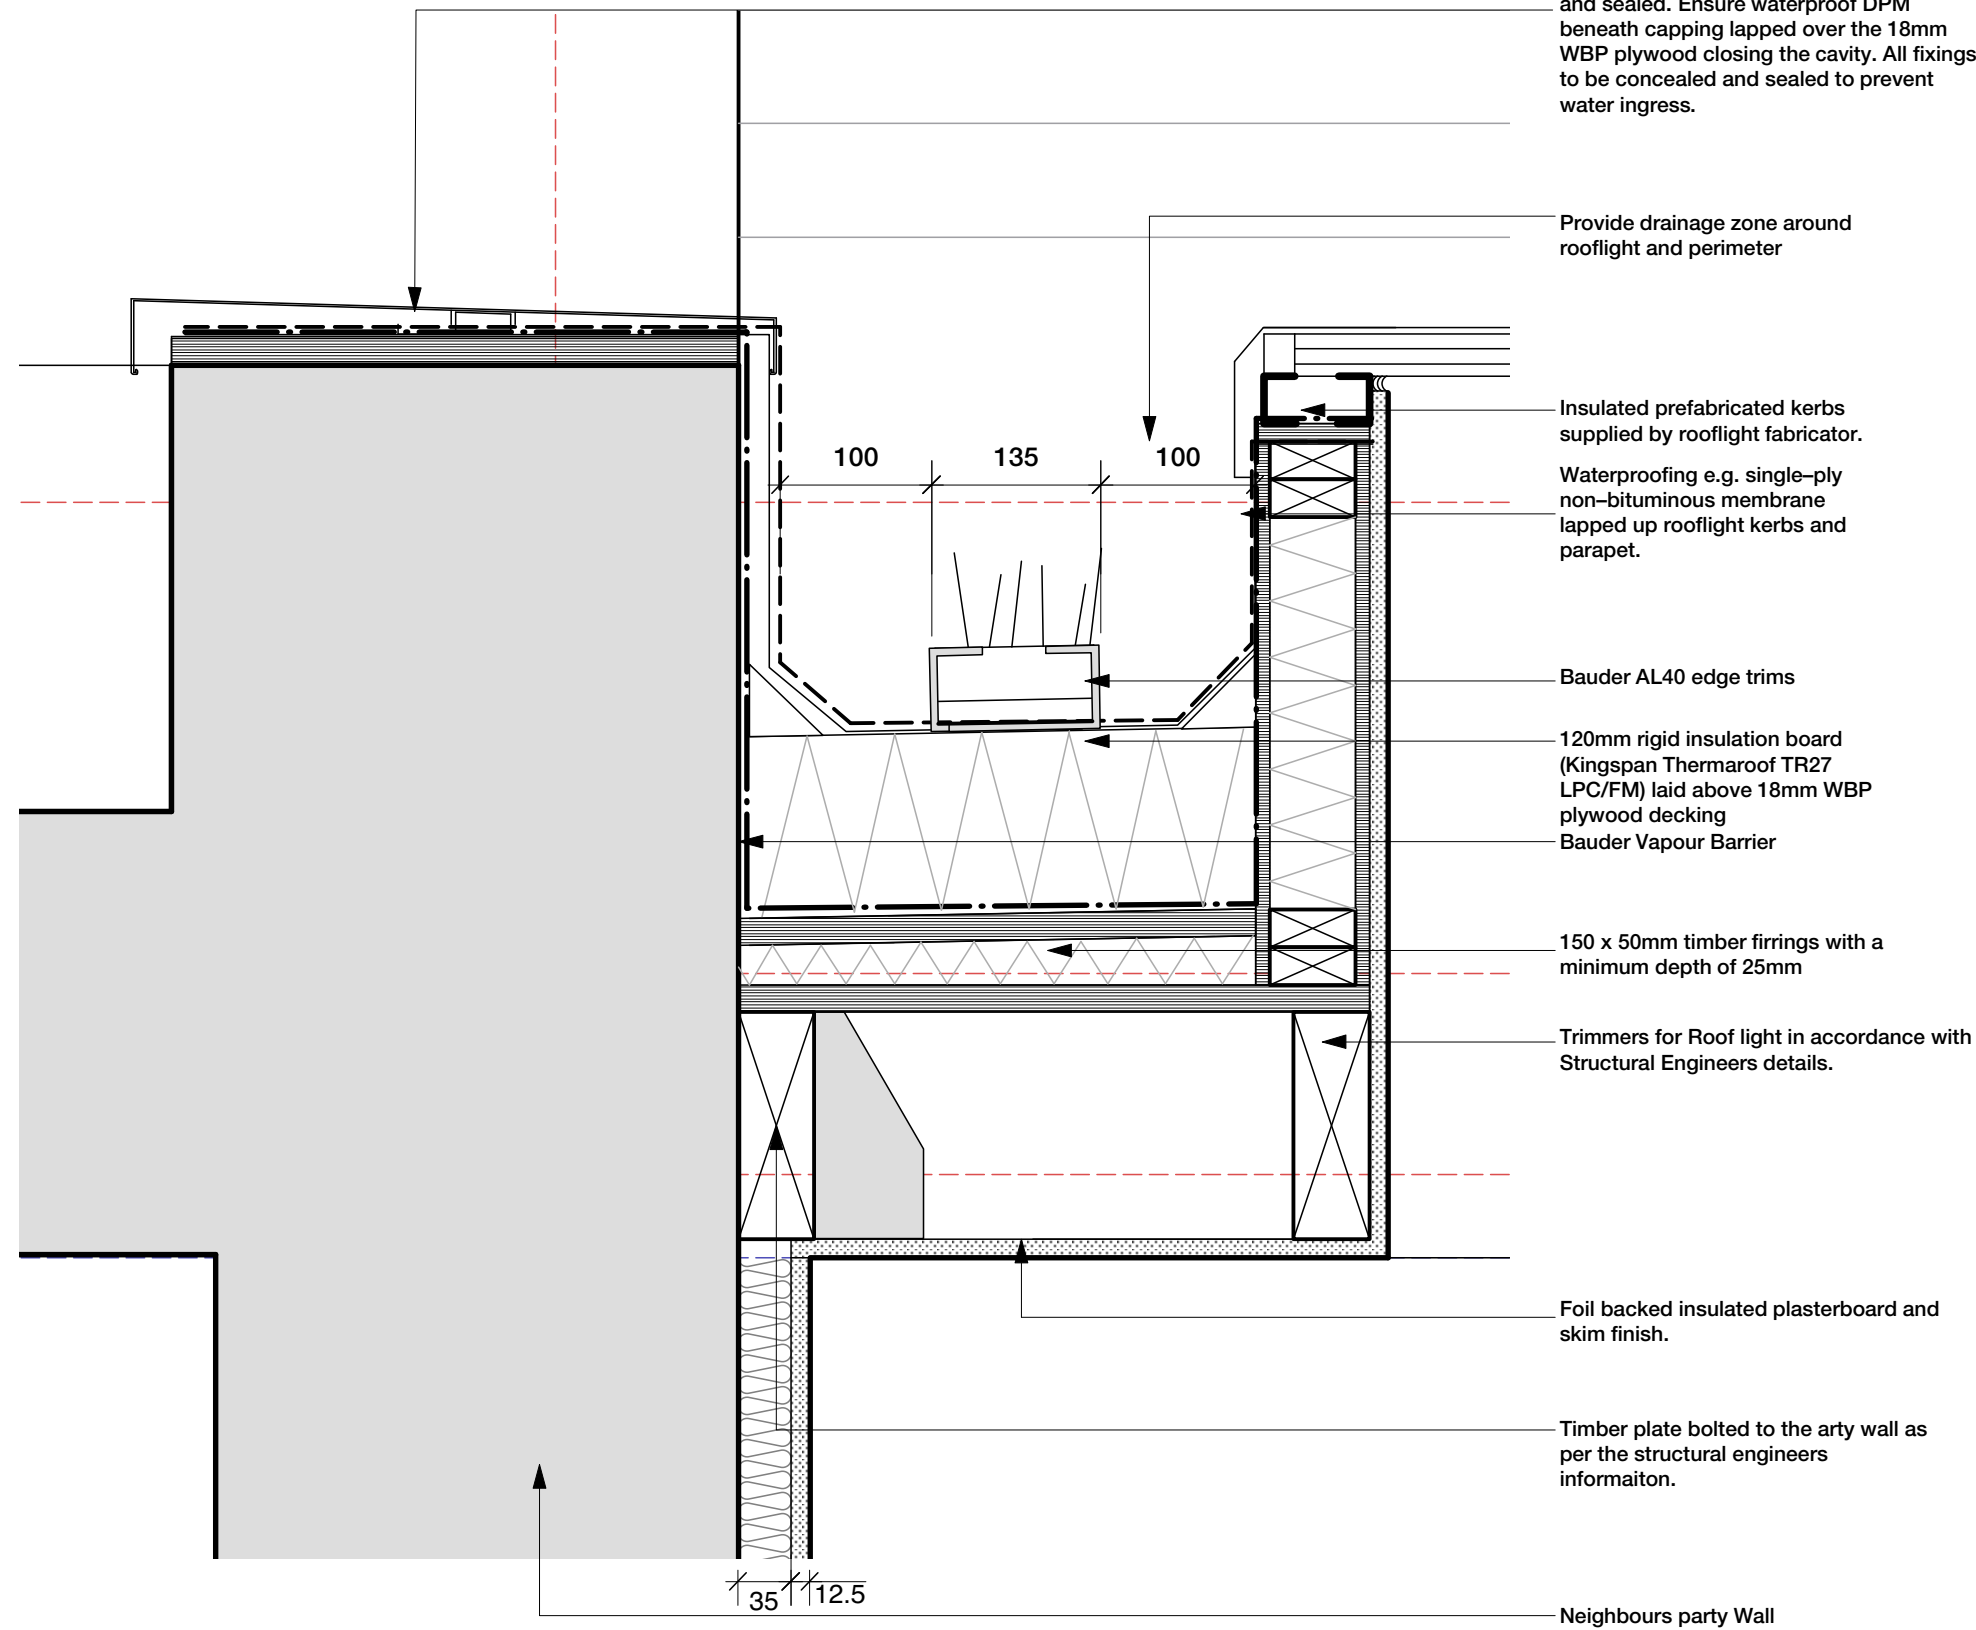 and sealed. Ensure waterproof DPM
beneath capping lapped over the 18mm
WBP plywood closing the cavity. All fixings
to be concealed and sealed to prevent
water ingress.
Provide drainage zone around
rooflight and perimeter
Insulated prefabricated kerbs
supplied by rooflight fabricator.
100 135 100
Waterproofing e.g. single–ply
non–bituminous membrane
lapped up rooflight kerbs and
parapet.
Bauder AL40 edge trims
120mm rigid insulation board
(Kingspan Thermaroof TR27
LPC/FM) laid above 18mm WBP
plywood decking
Bauder Vapour Barrier
150 x 50mm timber firrings with a
minimum depth of 25mm
Trimmers for Roof light in accordance with
Structural Engineers details.
Foil backed insulated plasterboard and
skim finish.
Timber plate bolted to the arty wall as
per the structural engineers
informaiton.
35 12.5
Neighbours party Wall